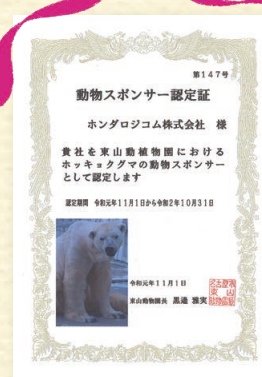 第147号
動物スポンサー認定証
ホンダロジコム株式会社 様
貴社を東山動植物園における
ホッキョクグマの動物スポンサー
として認定します
認定期間 令和元年11月1日から令和2年10月31日
令和元年11月1日
東山動物園長 黒邉 雅実